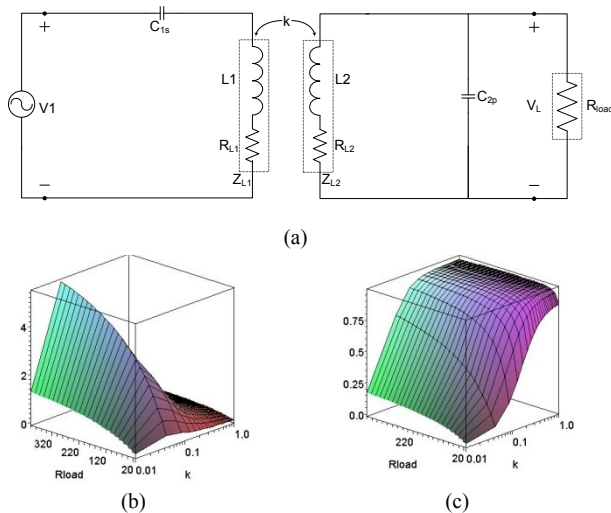 +
C1s
k
+
V1
L1
L2
C2p
VL
Rload
RL1
RL2
−
ZL1
ZL2
−
(a)
4
2
0
320
220
120
20
0.01
0.1
1.0
Rload
k
(b)
0.75
0.50
0.25
0.0
220
20
0.01
0.1
1.0
Rload
k
(c)